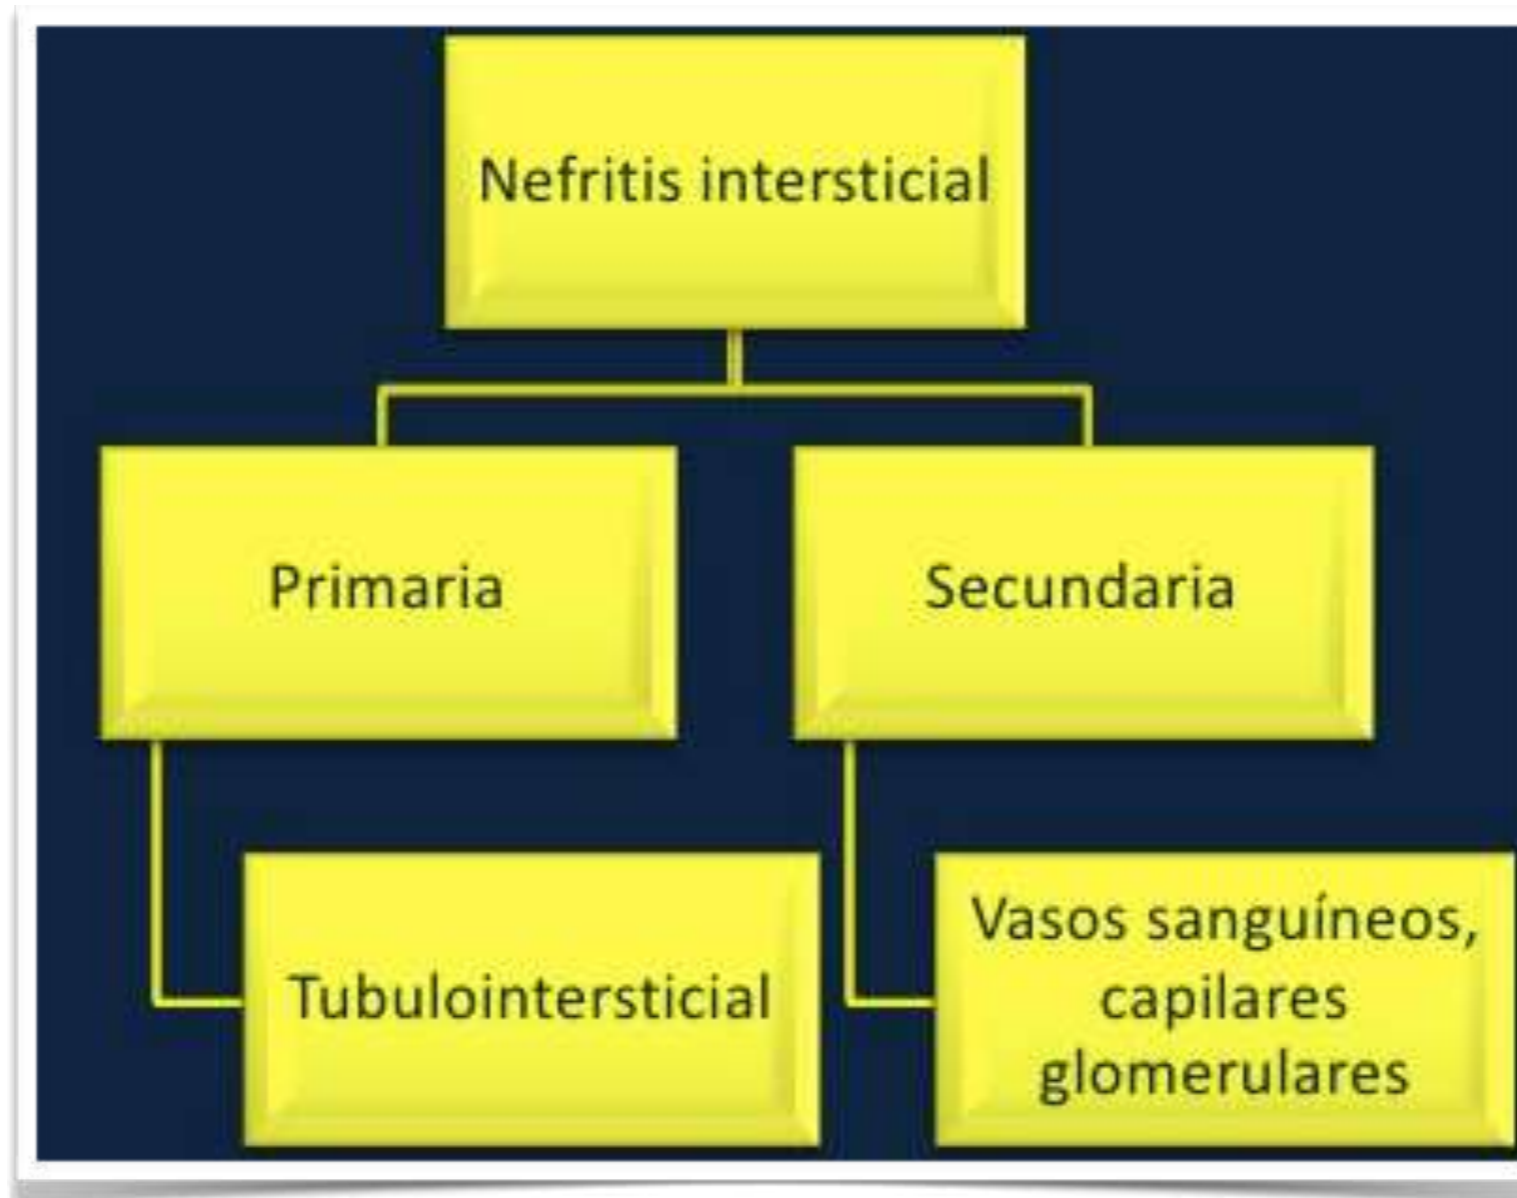 Nefritis intersticial
Primaria
Secundaria
Tubulointersticial
Vasos sanguíneos,
capilares
glomerulares